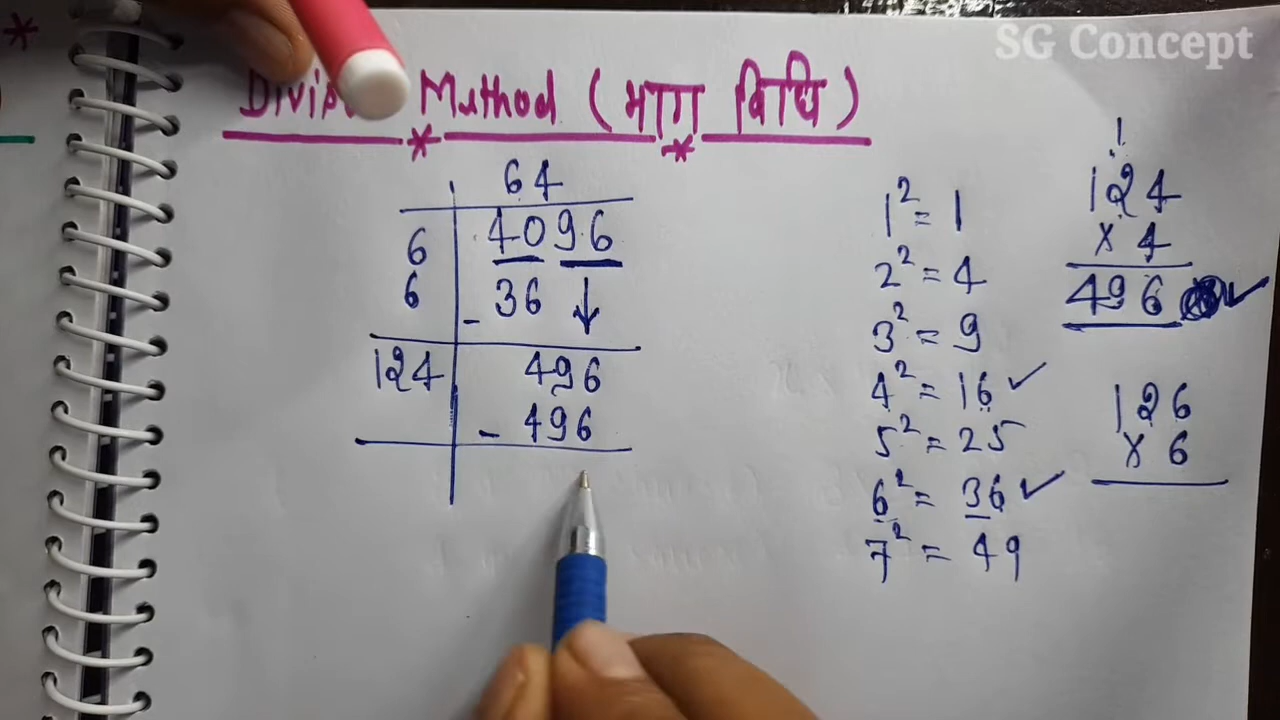 SG Concept
Division Method (भाग विधि)
64
6 | 4096
6 | - 36 ↓
124 | 496
- 496
1² = 1
2² = 4
3² = 9
4² = 16 ✓
5² = 25
6² = 36 ✓
7² = 49
1
124
x 4
496 ✓
126
x 6